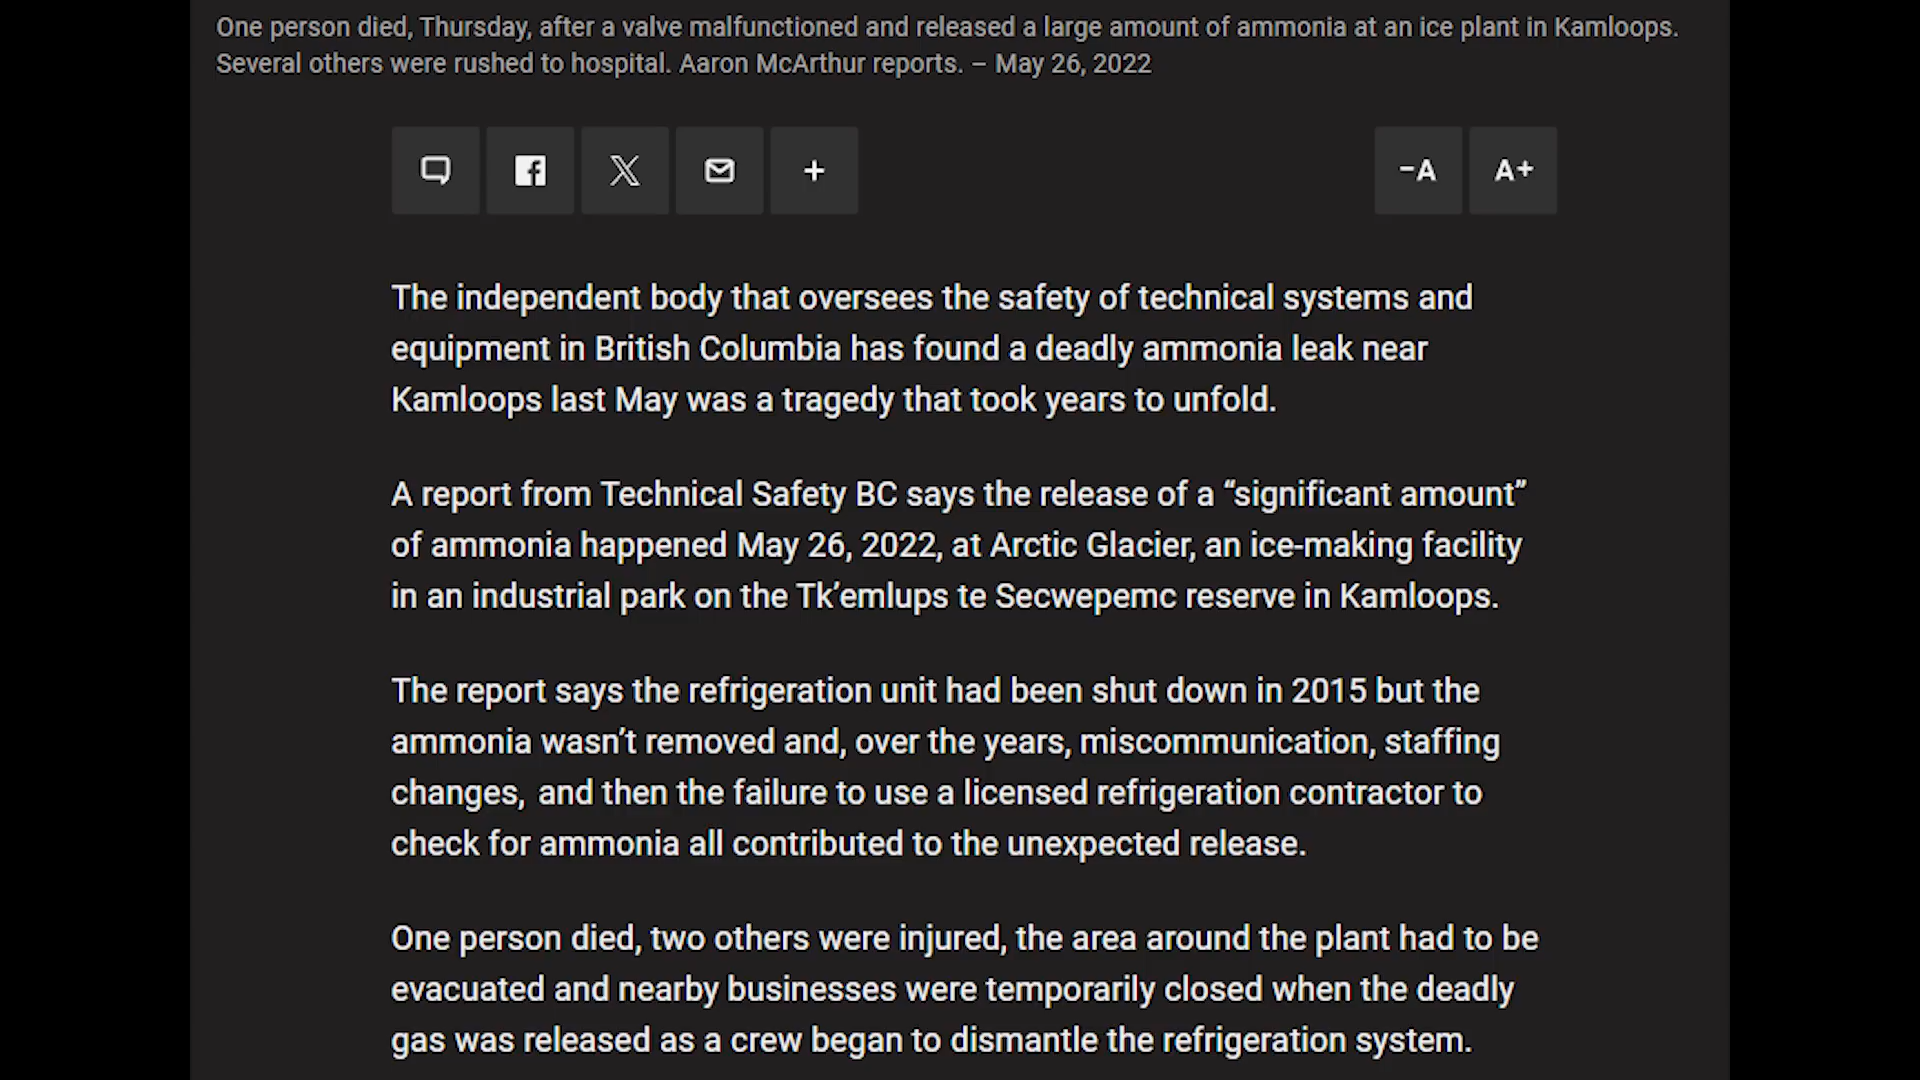 One person died, Thursday, after a valve malfunctioned and released a large amount of ammonia at an ice plant in Kamloops.
Several others were rushed to hospital. Aaron McArthur reports. – May 26, 2022
-A A+
The independent body that oversees the safety of technical systems and
equipment in British Columbia has found a deadly ammonia leak near
Kamloops last May was a tragedy that took years to unfold.
A report from Technical Safety BC says the release of a “significant amount”
of ammonia happened May 26, 2022, at Arctic Glacier, an ice-making facility
in an industrial park on the Tk’emlups te Secwepemc reserve in Kamloops.
The report says the refrigeration unit had been shut down in 2015 but the
ammonia wasn’t removed and, over the years, miscommunication, staffing
changes, and then the failure to use a licensed refrigeration contractor to
check for ammonia all contributed to the unexpected release.
One person died, two others were injured, the area around the plant had to be
evacuated and nearby businesses were temporarily closed when the deadly
gas was released as a crew began to dismantle the refrigeration system.